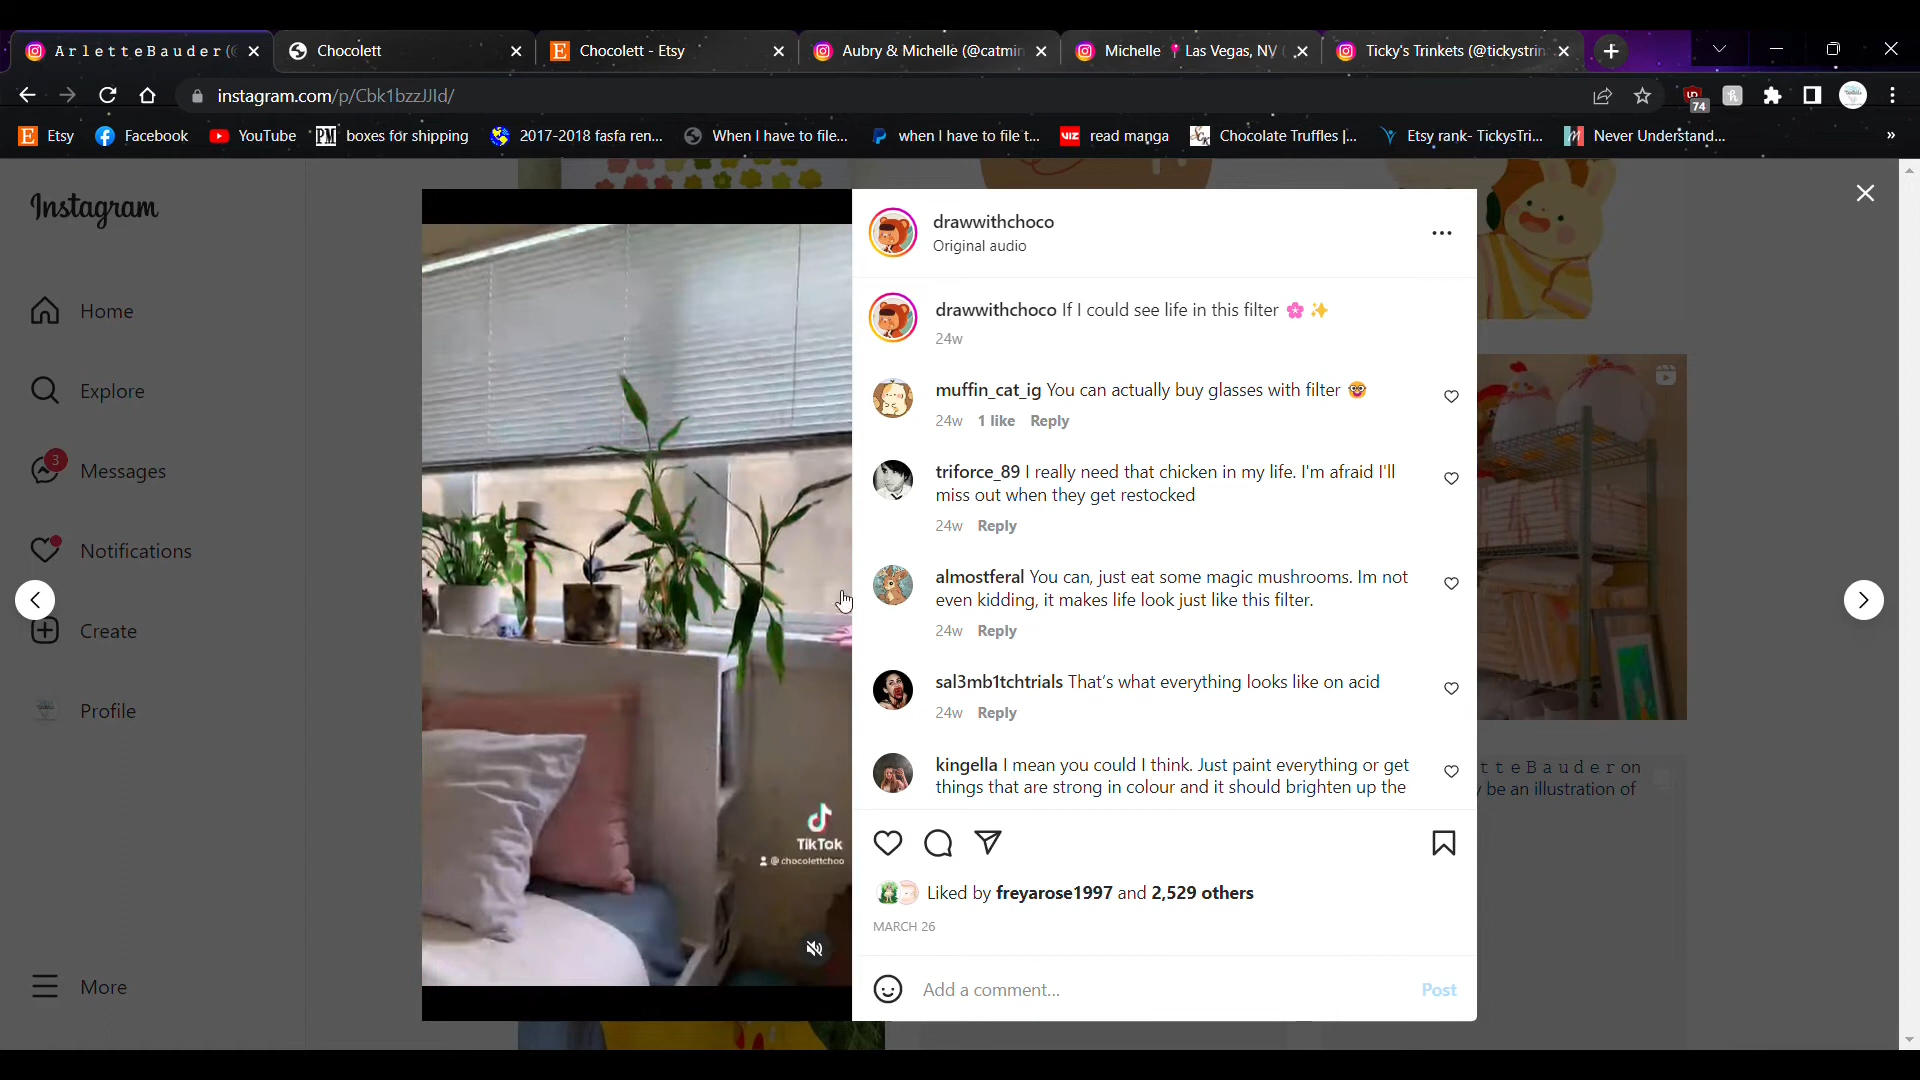 A r l e t t e B a u d e r (
Chocolett
Chocolett - Etsy
Aubry & Michelle (@catmin
Michelle 📍 Las Vegas, NV (
Ticky's Trinkets (@tickystrin
instagram.com/p/Cbk1bzzJJld/
74
Etsy
Facebook
YouTube
PM boxes for shipping
2017-2018 fasfa ren...
When I have to file...
when I have to file t...
VIZ read manga
Chocolate Truffles |...
Etsy rank- TickysTri...
Never Understand...
»
Instagram
Home
Explore
3
Messages
Notifications
Create
Profile
More
TikTok
@chocolettchoo
drawwithchoco
Original audio
drawwithchoco If I could see life in this filter 🌸 ✨
24w
muffin_cat_ig You can actually buy glasses with filter 🤓
24w 1 like Reply
triforce_89 I really need that chicken in my life. I'm afraid I'll
miss out when they get restocked
24w Reply
almostferal You can, just eat some magic mushrooms. Im not
even kidding, it makes life look just like this filter.
24w Reply
sal3mb1tchtrials That's what everything looks like on acid
24w Reply
kingella I mean you could I think. Just paint everything or get
things that are strong in colour and it should brighten up the
Liked by freyarose1997 and 2,529 others
MARCH 26
Add a comment...
Post
t t e B a u d e r on
be an illustration of